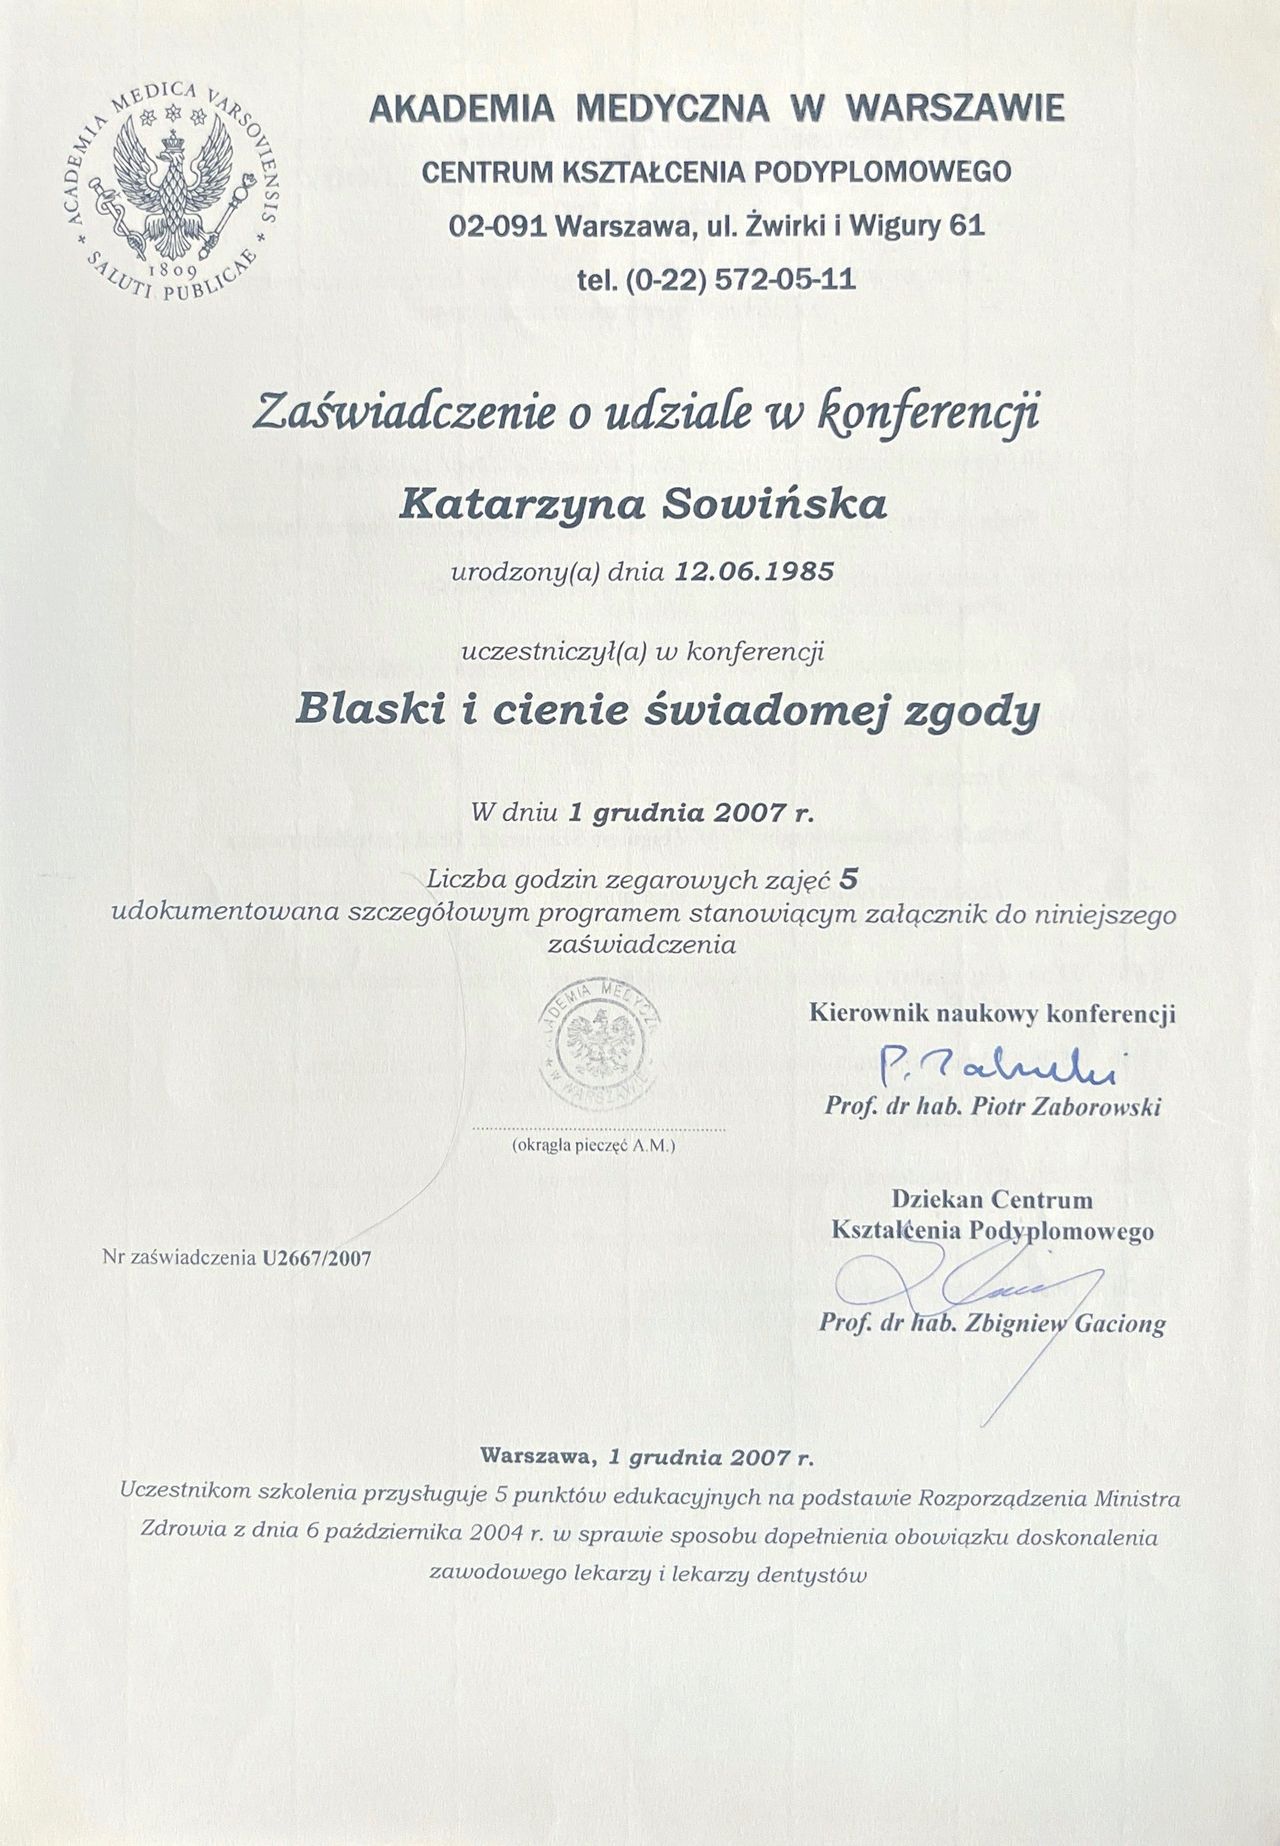 ACADEMIA MEDICA VARSOVIENSIS
SALUTI PUBLICAE
1809
AKADEMIA MEDYCZNA W WARSZAWIE
CENTRUM KSZTAŁCENIA PODYPLOMOWEGO
02-091 Warszawa, ul. Żwirki i Wigury 61
tel. (0-22) 572-05-11
Zaświadczenie o udziale w konferencji
Katarzyna Sowińska
urodzony(a) dnia 12.06.1985
uczestniczył(a) w konferencji
Blaski i cienie świadomej zgody
W dniu 1 grudnia 2007 r.
Liczba godzin zegarowych zajęć 5
udokumentowana szczegółowym programem stanowiącym załącznik do niniejszego
zaświadczenia
AKADEMIA MEDYCZNA
W WARSZAWIE
(okrągła pieczęć A.M.)
Kierownik naukowy konferencji
Prof. dr hab. Piotr Zaborowski
Dziekan Centrum
Kształcenia Podyplomowego
Prof. dr hab. Zbigniew Gaciong
Nr zaświadczenia U2667/2007
Warszawa, 1 grudnia 2007 r.
Uczestnikom szkolenia przysługuje 5 punktów edukacyjnych na podstawie Rozporządzenia Ministra
Zdrowia z dnia 6 października 2004 r. w sprawie sposobu dopełnienia obowiązku doskonalenia
zawodowego lekarzy i lekarzy dentystów